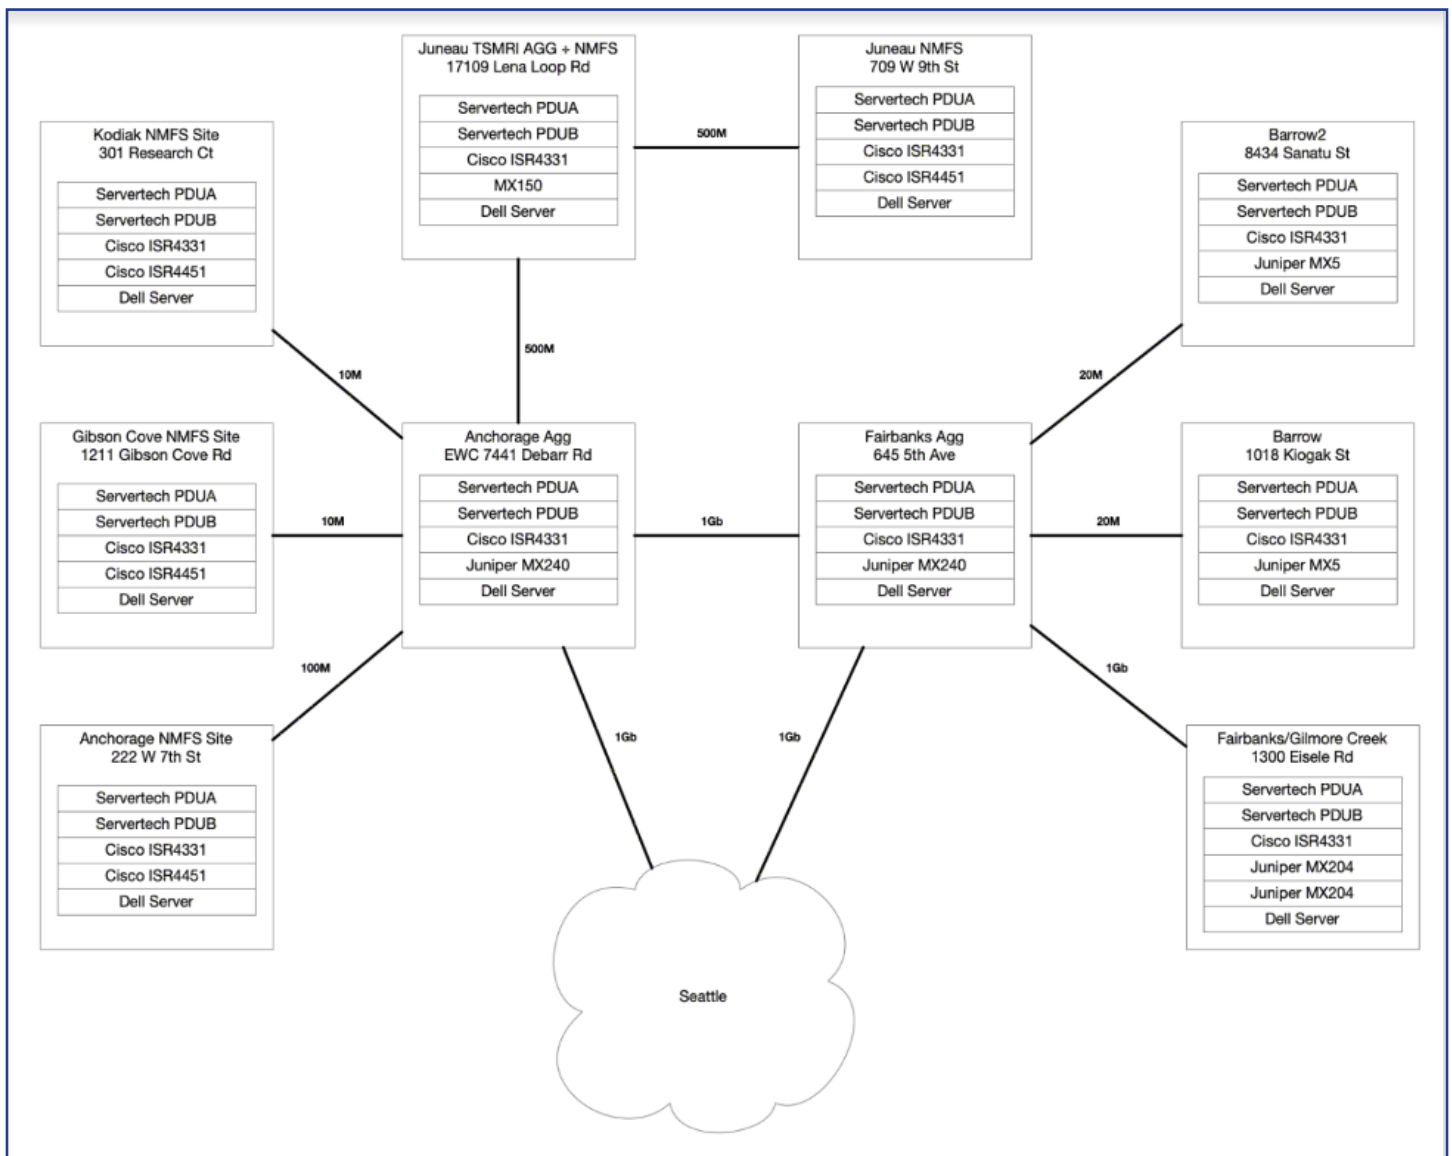 Juneau TSMRI AGG + NMFS
17109 Lena Loop Rd
Servertech PDUA
Servertech PDUB
Cisco ISR4331
MX150
Dell Server
500M
Juneau NMFS
709 W 9th St
Servertech PDUA
Servertech PDUB
Cisco ISR4331
Cisco ISR4451
Dell Server
Kodiak NMFS Site
301 Research Ct
Servertech PDUA
Servertech PDUB
Cisco ISR4331
Cisco ISR4451
Dell Server
Barrow2
8434 Sanatu St
Servertech PDUA
Servertech PDUB
Cisco ISR4331
Juniper MX5
Dell Server
10M
500M
20M
Gibson Cove NMFS Site
1211 Gibson Cove Rd
Servertech PDUA
Servertech PDUB
Cisco ISR4331
Cisco ISR4451
Dell Server
10M
Anchorage Agg
EWC 7441 Debarr Rd
Servertech PDUA
Servertech PDUB
Cisco ISR4331
Juniper MX240
Dell Server
1Gb
Fairbanks Agg
645 5th Ave
Servertech PDUA
Servertech PDUB
Cisco ISR4331
Juniper MX240
Dell Server
20M
Barrow
1018 Kiogak St
Servertech PDUA
Servertech PDUB
Cisco ISR4331
Juniper MX5
Dell Server
100M
1Gb
1Gb
1Gb
Anchorage NMFS Site
222 W 7th St
Servertech PDUA
Servertech PDUB
Cisco ISR4331
Cisco ISR4451
Dell Server
Fairbanks/Gilmore Creek
1300 Eisele Rd
Servertech PDUA
Servertech PDUB
Cisco ISR4331
Juniper MX204
Juniper MX204
Dell Server
Seattle